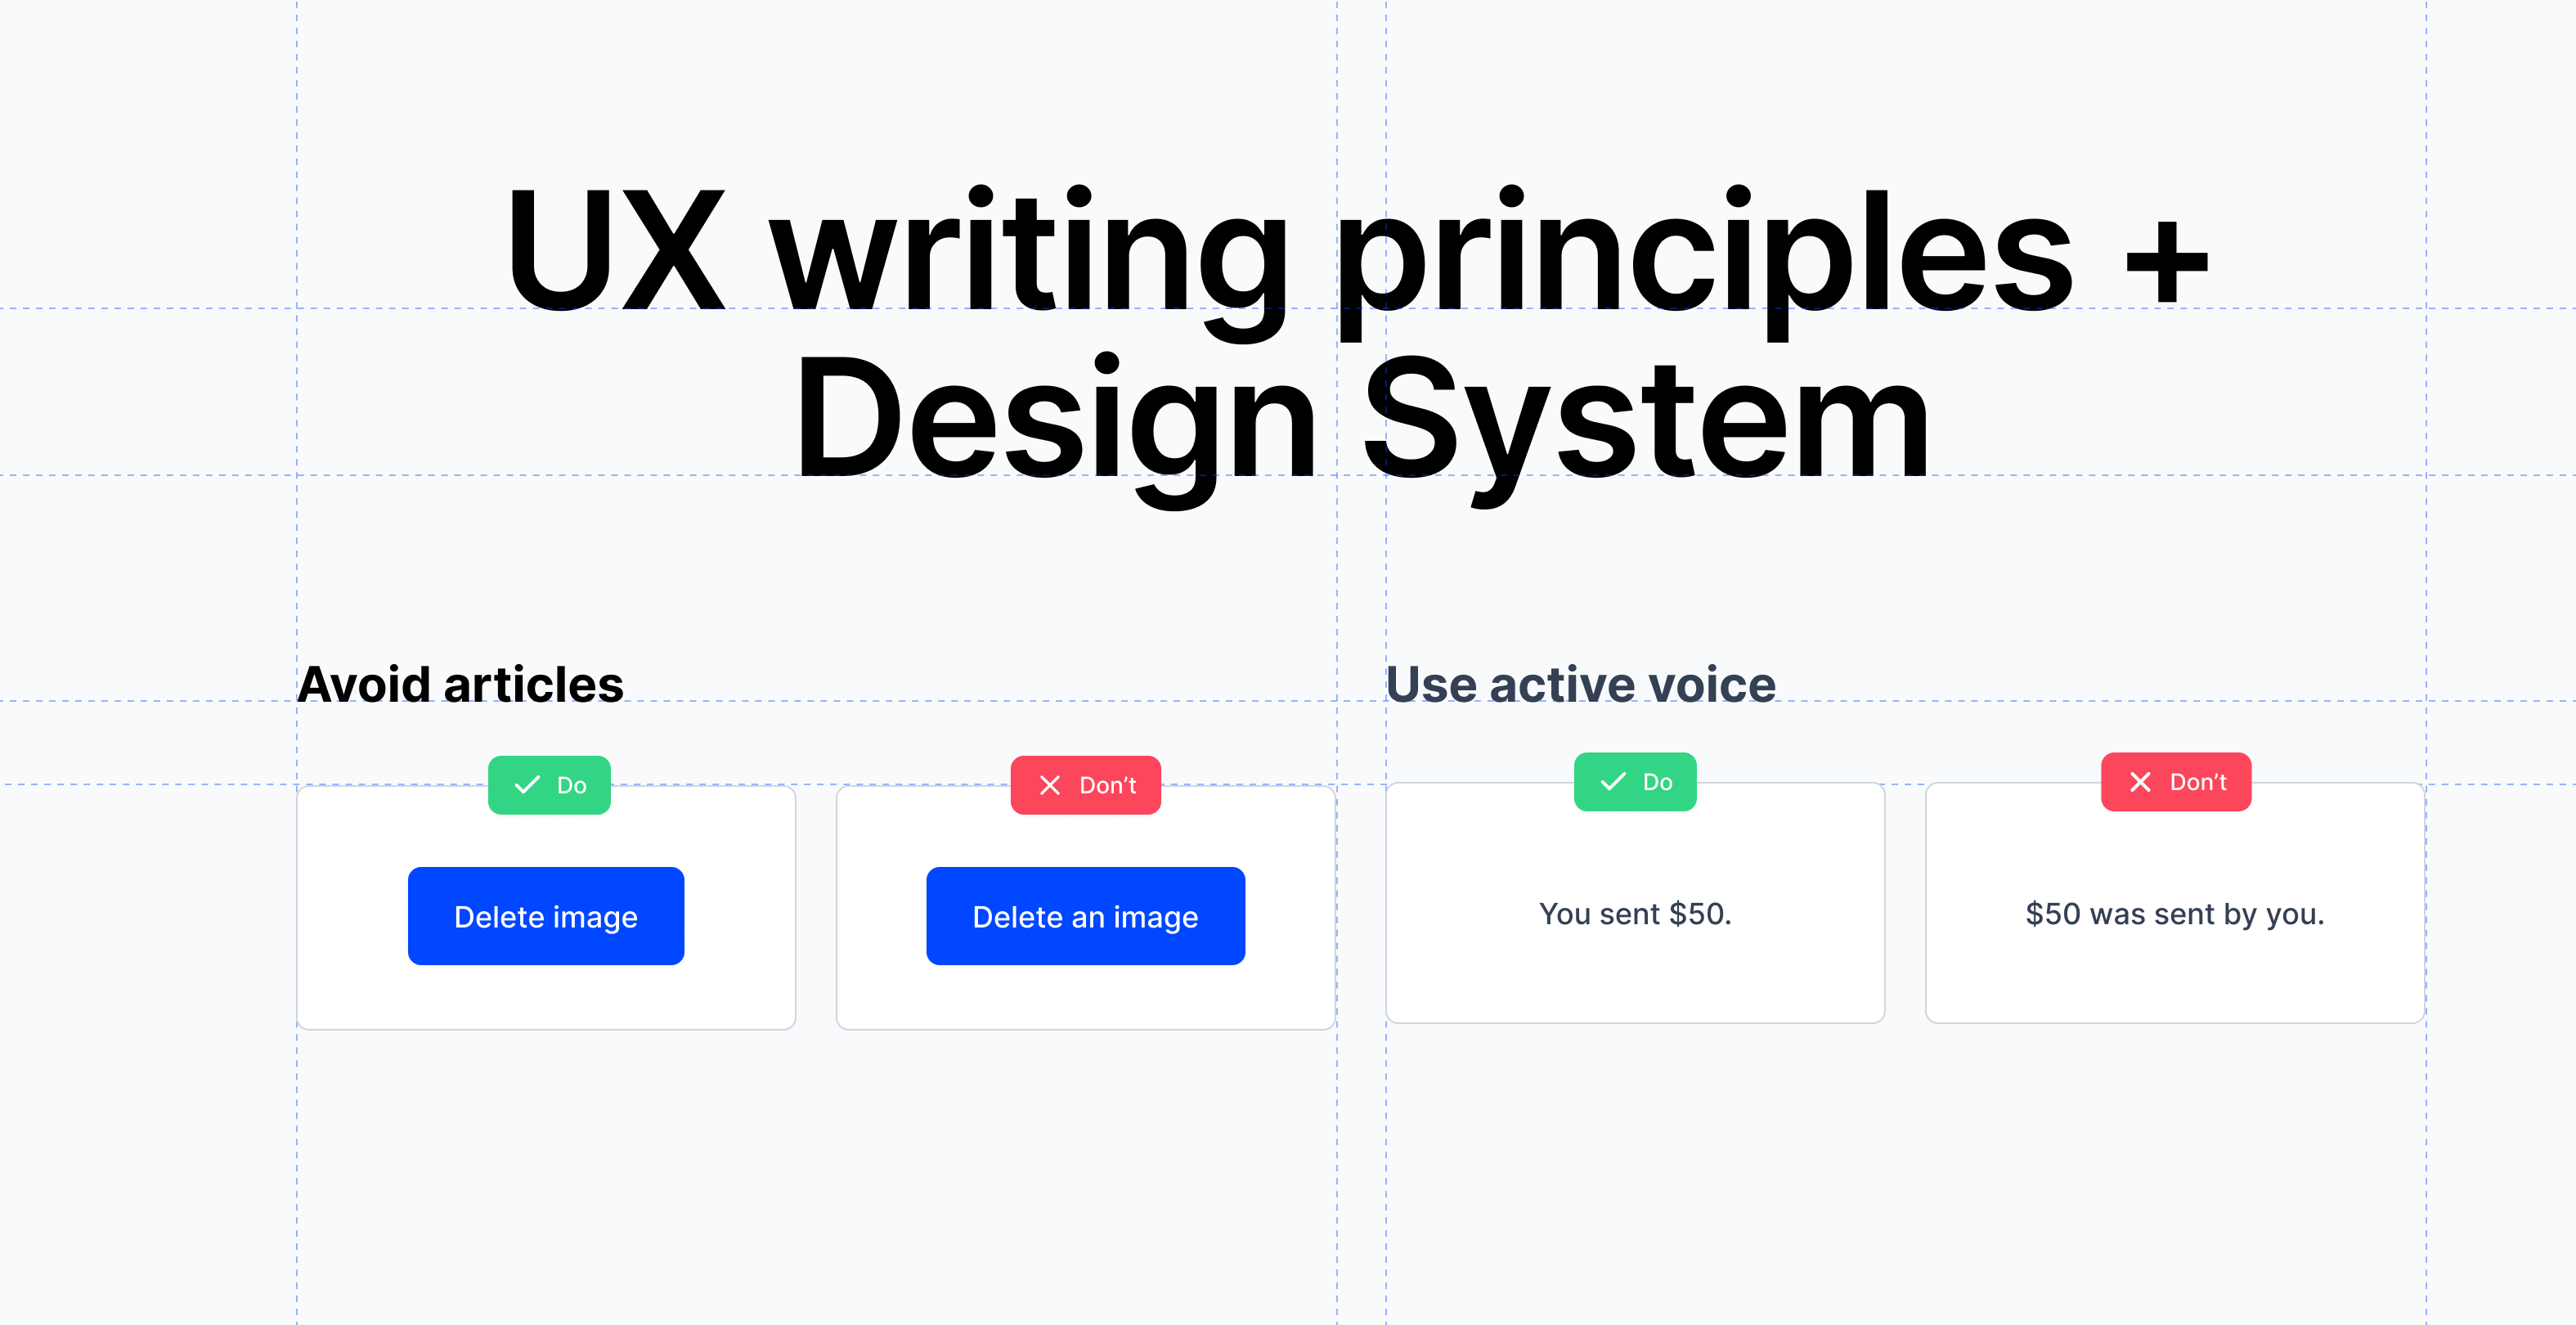 UX writing principles +
Design System
Avoid articles
Do
Don’t
Delete image
Delete an image
Use active voice
Do
Don’t
You sent $50.
$50 was sent by you.